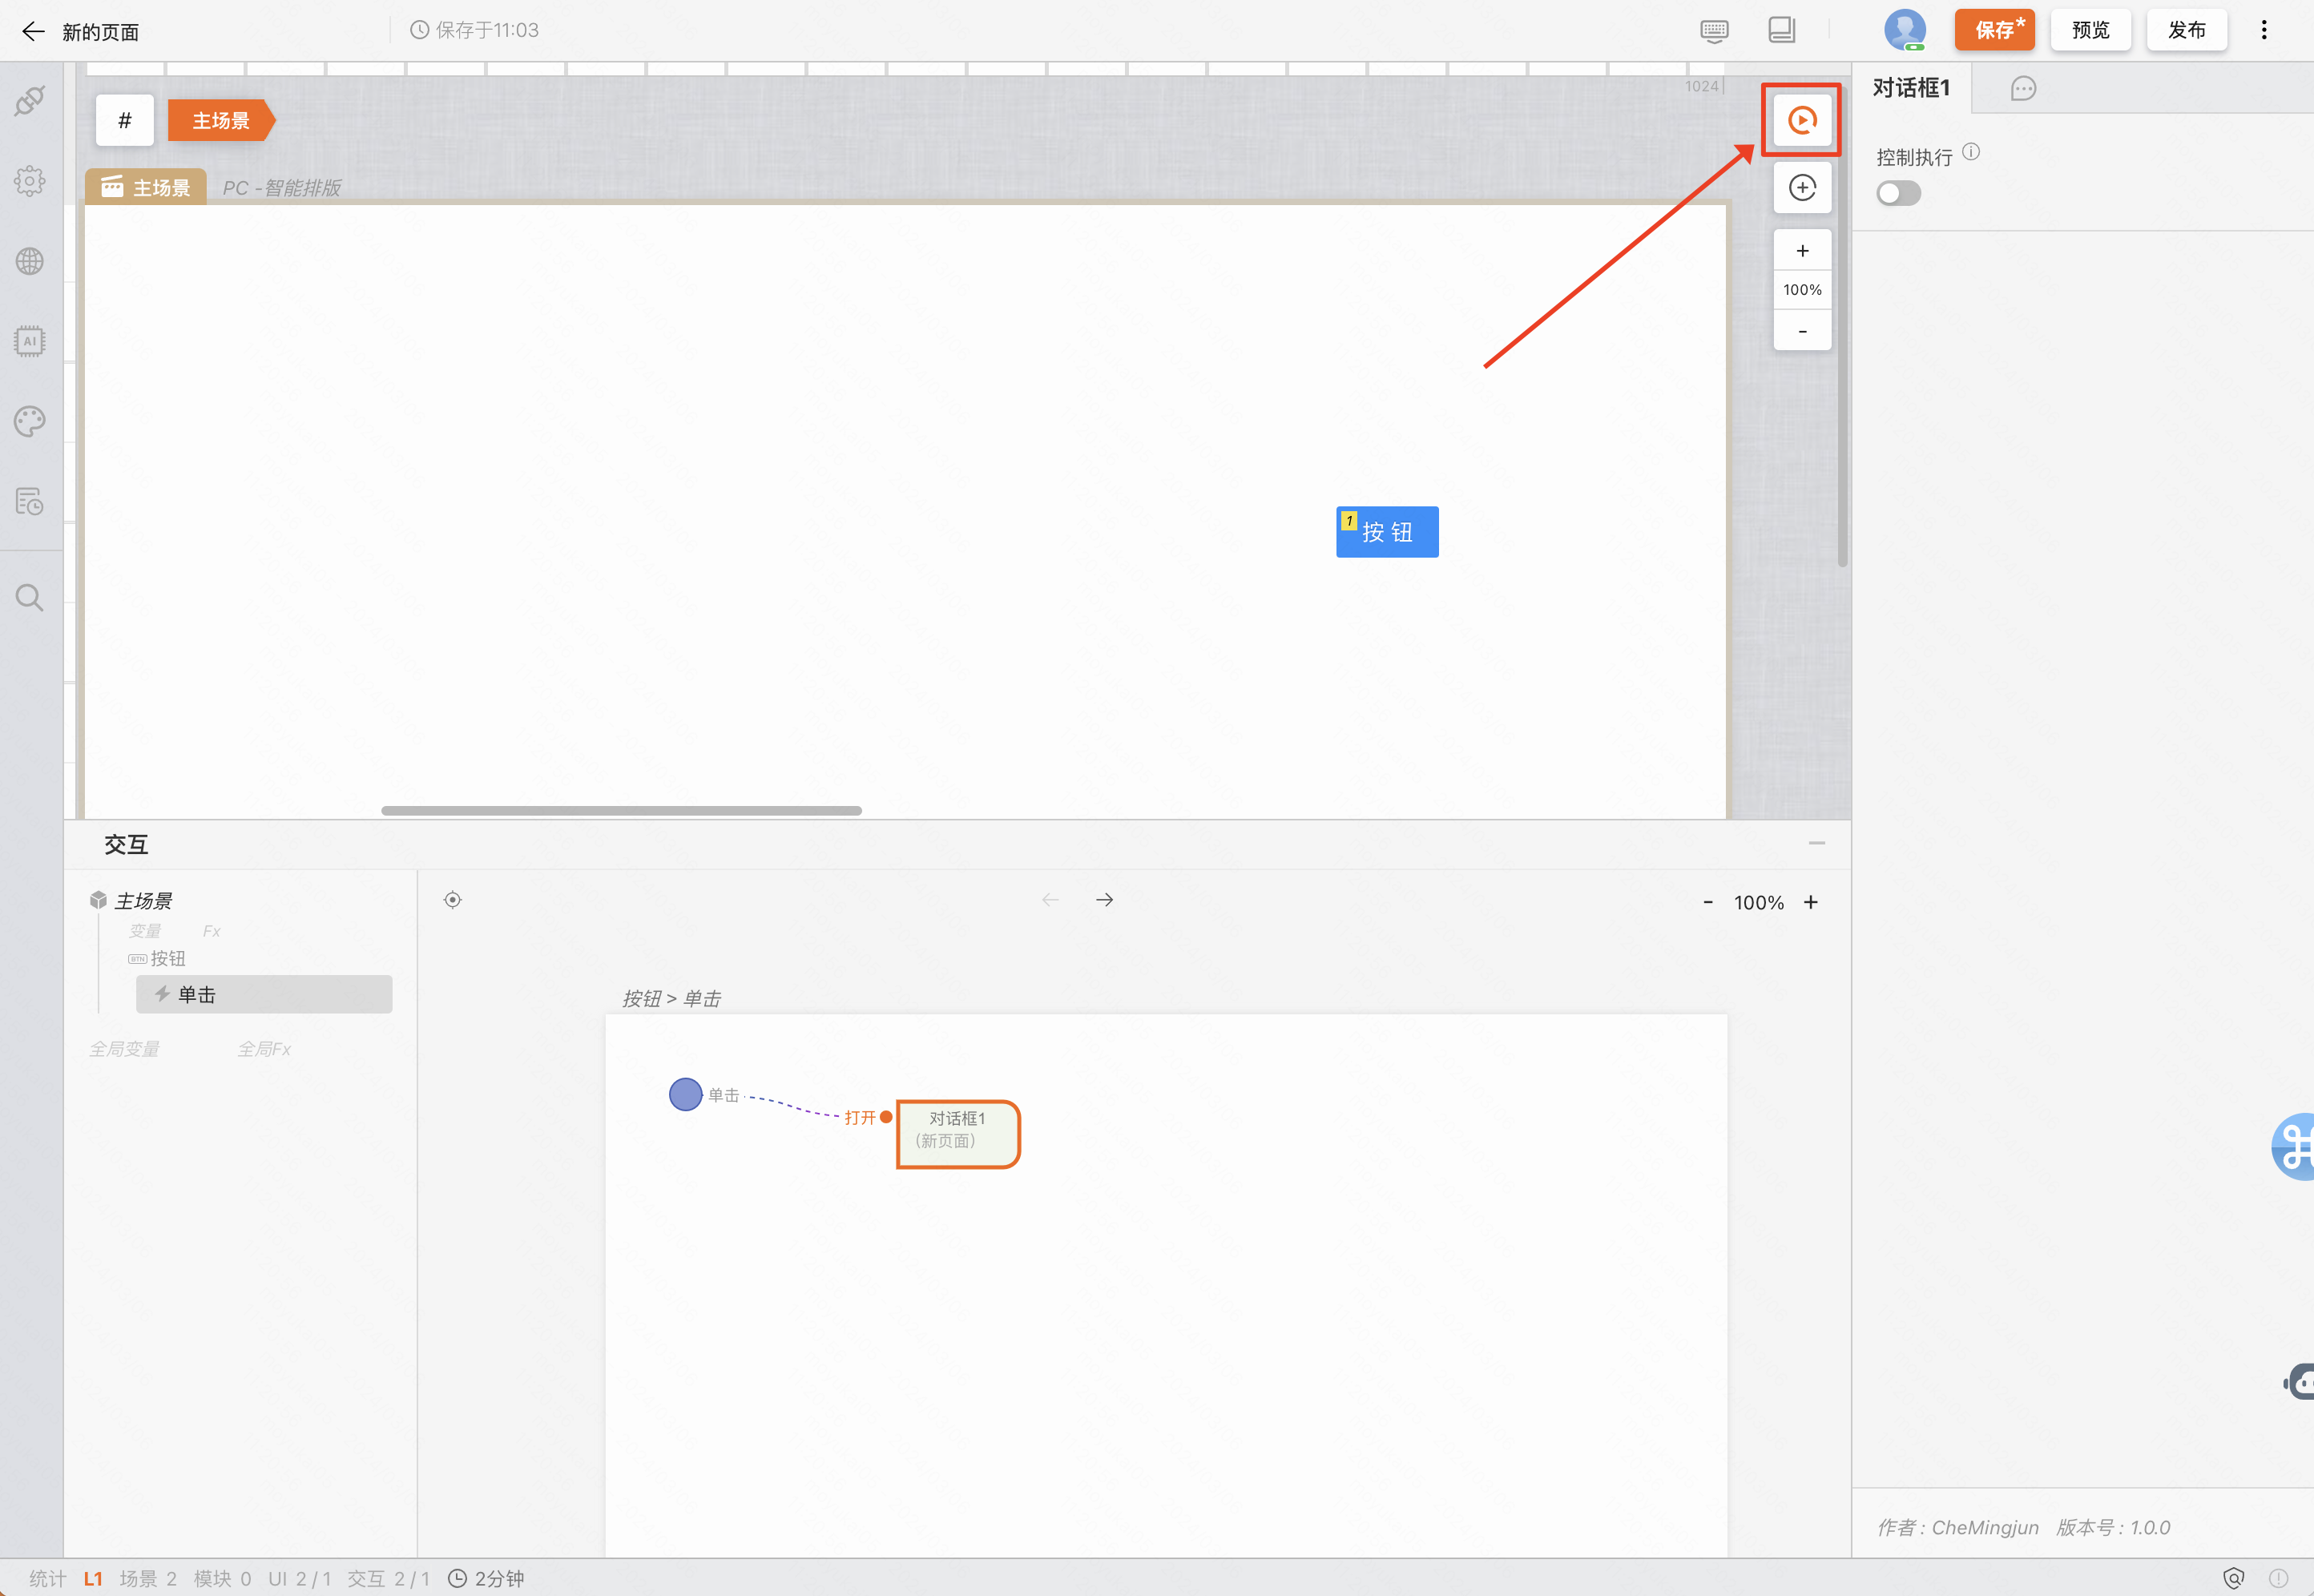 新的页面
保存于11:03
保存*
预览
发布
1024
#
主场景
主场景
PC -智能排版
+
100%
-
AI
1
按 钮
对话框1
控制执行
交互
主场景
变量 Fx
BTN 按钮
单击
全局变量 全局Fx
- 100% +
按钮 > 单击
单击
打开
对话框1
(新页面)
作者 : CheMingjun 版本号 : 1.0.0
统计 L1 场景 2 模块 0 UI 2 / 1 交互 2 / 1 2分钟